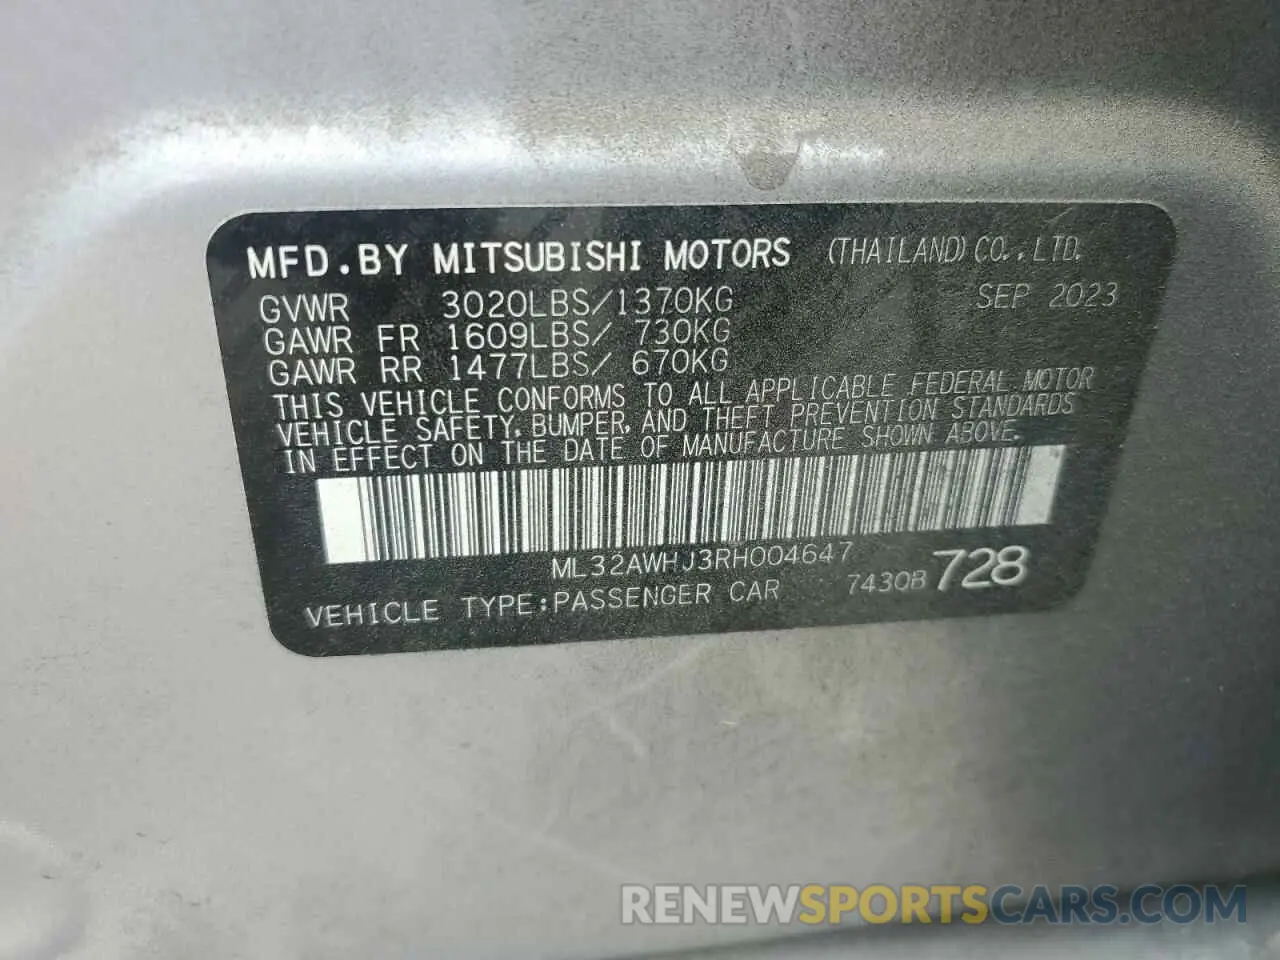 MFD.BY MITSUBISHI MOTORS (THAILAND) CO.,LTD.
GVWR 3020LBS/1370KG SEP 2023
GAWR FR 1609LBS/ 730KG
GAWR RR 1477LBS/ 670KG
THIS VEHICLE CONFORMS TO ALL APPLICABLE FEDERAL MOTOR
VEHICLE SAFETY, BUMPER, AND THEFT PREVENTION STANDARDS
IN EFFECT ON THE DATE OF MANUFACTURE SHOWN ABOVE.
ML32AWHJ3RH004647
VEHICLE TYPE:PASSENGER CAR 7430B 728
RENEWSPORTSCARS.COM